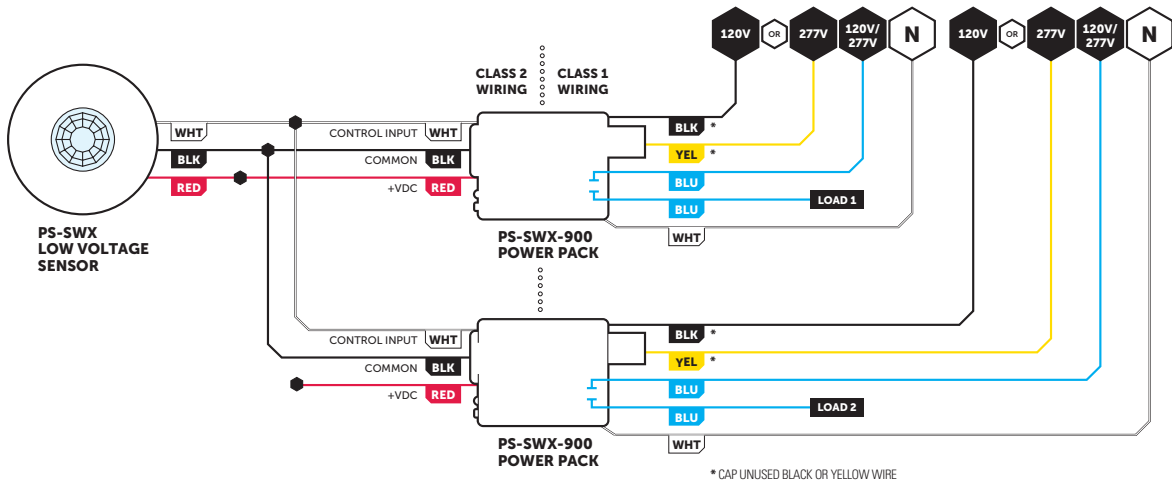 120V
OR
277V
120V/
277V
N
120V
OR
277V
120V/
277V
N
CLASS 2
WIRING
CLASS 1
WIRING
WHT
CONTROL INPUT
WHT
BLK
*
BLK
COMMON
BLK
YEL
*
RED
+VDC
RED
BLU
BLU
LOAD 1
WHT
PS-SWX
LOW VOLTAGE
SENSOR
PS-SWX-900
POWER PACK
CONTROL INPUT
WHT
BLK
*
COMMON
BLK
YEL
*
+VDC
RED
BLU
BLU
LOAD 2
WHT
PS-SWX-900
POWER PACK
* CAP UNUSED BLACK OR YELLOW WIRE